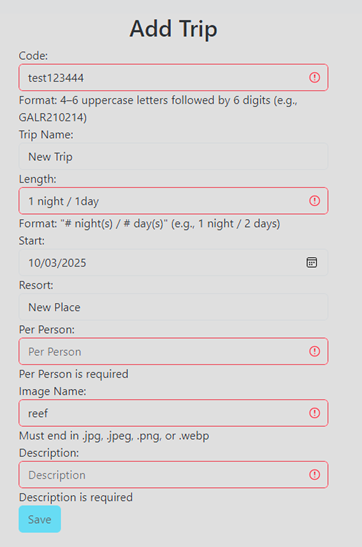 Add Trip
Code:
test123444
Format: 4–6 uppercase letters followed by 6 digits (e.g.,
GALR210214)
Trip Name:
New Trip
Length:
1 night / 1day
Format: "# night(s) / # day(s)" (e.g., 1 night / 2 days)
Start:
10/03/2025
Resort:
New Place
Per Person:
Per Person
Per Person is required
Image Name:
reef
Must end in .jpg, .jpeg, .png, or .webp
Description:
Description
Description is required
Save